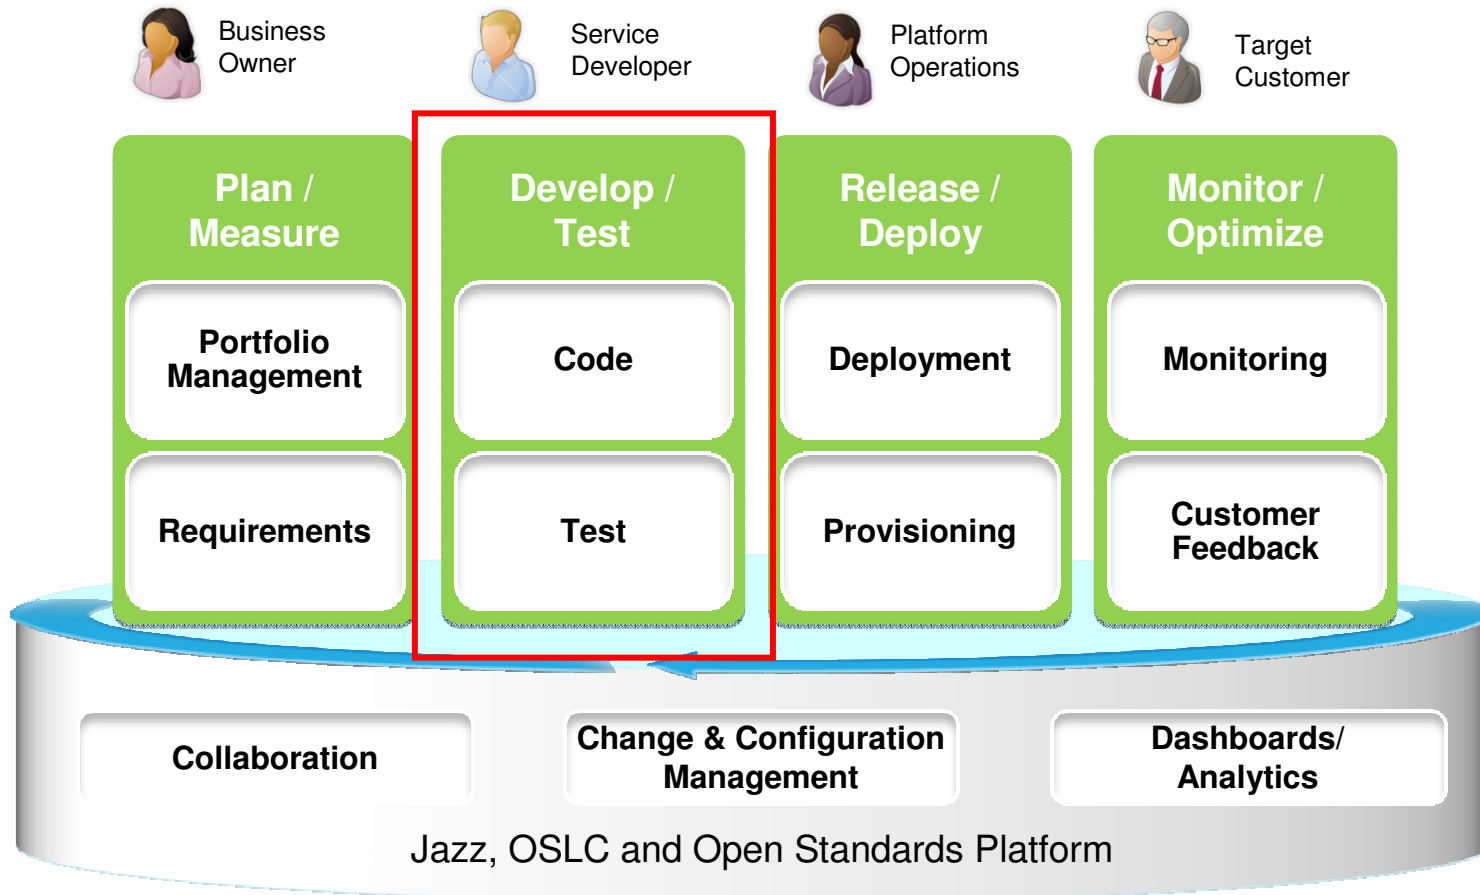 Business
Owner
Service
Developer
Platform
Operations
Target
Customer
Plan /
Measure
Develop /
Test
Release /
Deploy
Monitor /
Optimize
Portfolio
Management
Code
Deployment
Monitoring
Requirements
Test
Provisioning
Customer
Feedback
Collaboration
Change & Configuration
Management
Dashboards/
Analytics
Jazz, OSLC and Open Standards Platform